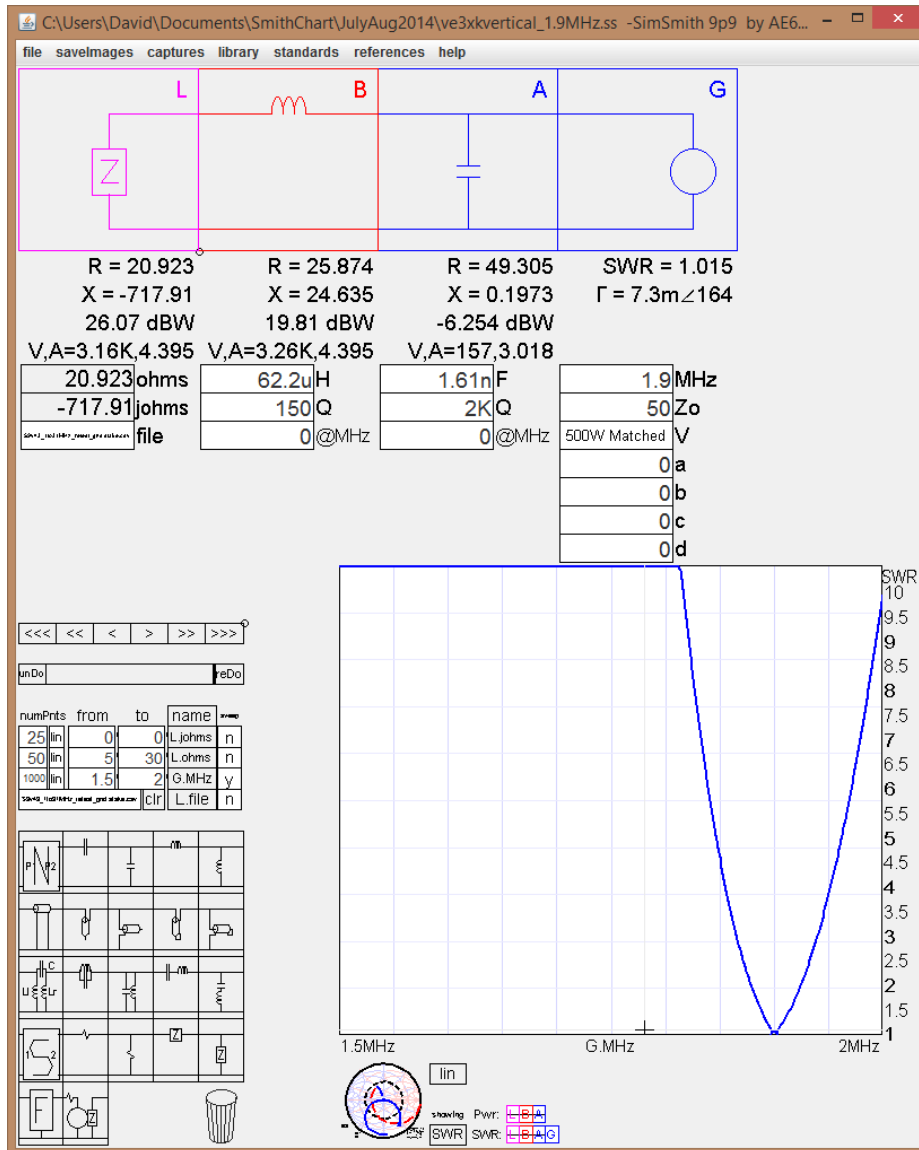 C:\Users\David\Documents\SmithChart\JulyAug2014\ve3xkvertical_1.9MHz.ss -SimSmith 9p9 by AE6...
file saveImages captures library standards references help
L B A G
Z
R = 20.923 R = 25.874 R = 49.305 SWR = 1.015
X = -717.91 X = 24.635 X = 0.1973 Γ = 7.3m∠164
26.07 dBW 19.81 dBW -6.254 dBW
V,A=3.16K,4.395 V,A=3.26K,4.395 V,A=157,3.018
20.923 ohms 62.2u H 1.61n F 1.9 MHz
-717.91 johms 150 Q 2K Q 50 Zo
file 0 @MHz 0 @MHz 500W Matched V
0 a
0 b
0 c
0 d
SWR
10
9.5
9
8.5
8
7.5
7
6.5
6
5.5
5
4.5
4
3.5
3
2.5
2
1.5
1
1.5MHz G.MHz 2MHz
<<< << < > >> >>>
unDo reDo
numPnts from to name sweep
25 lin 0 0 L.johms n
50 lin 5 30 L.ohms n
1000 lin 1.5 2 G.MHz y
clr L.file n
P1 P2
C
Lr
Z
1 2 Z
F Z
lin
showing Pwr: L B A
SWR SWR: L B A G